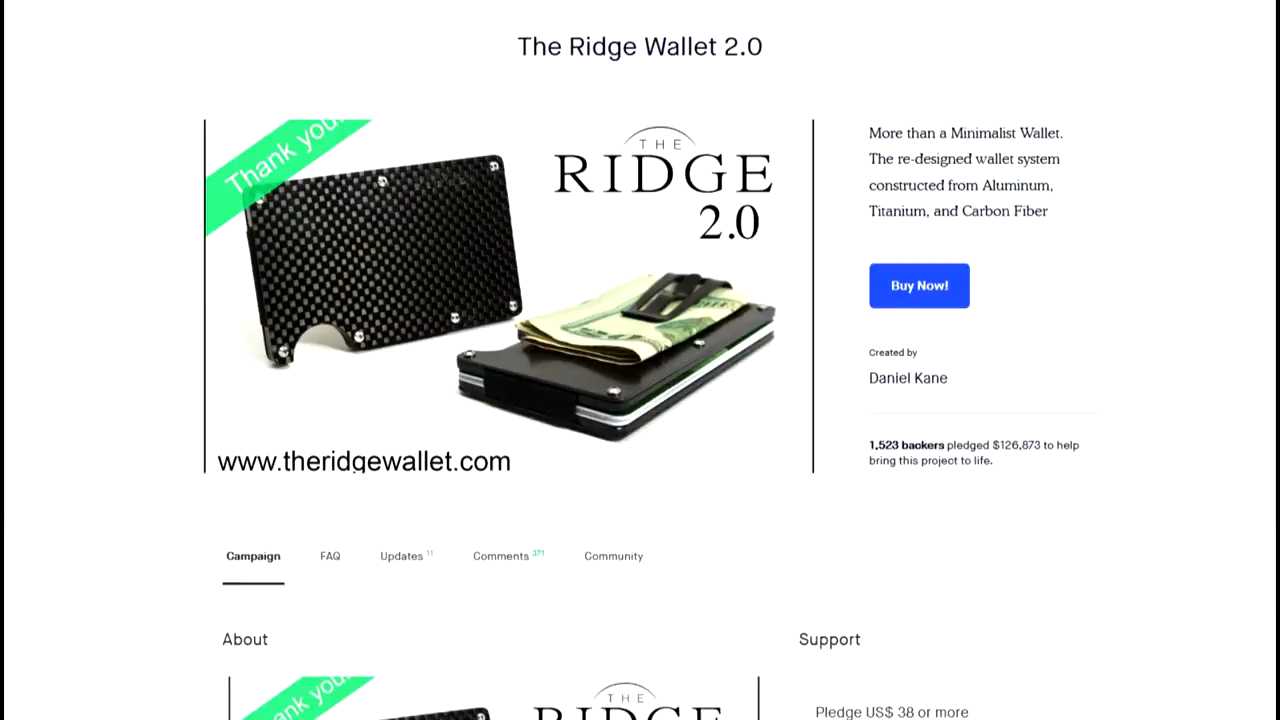 The Ridge Wallet 2.0
Thank you
THE
RIDGE
2.0
www.theridgewallet.com
More than a Minimalist Wallet.
The re-designed wallet system
constructed from Aluminum,
Titanium, and Carbon Fiber
Buy Now!
Created by
Daniel Kane
1,523 backers pledged $126,873 to help
bring this project to life.
Campaign FAQ Updates 11 Comments 371 Community
About
Support
ank you
THE
RIDGE
Pledge US$ 38 or more